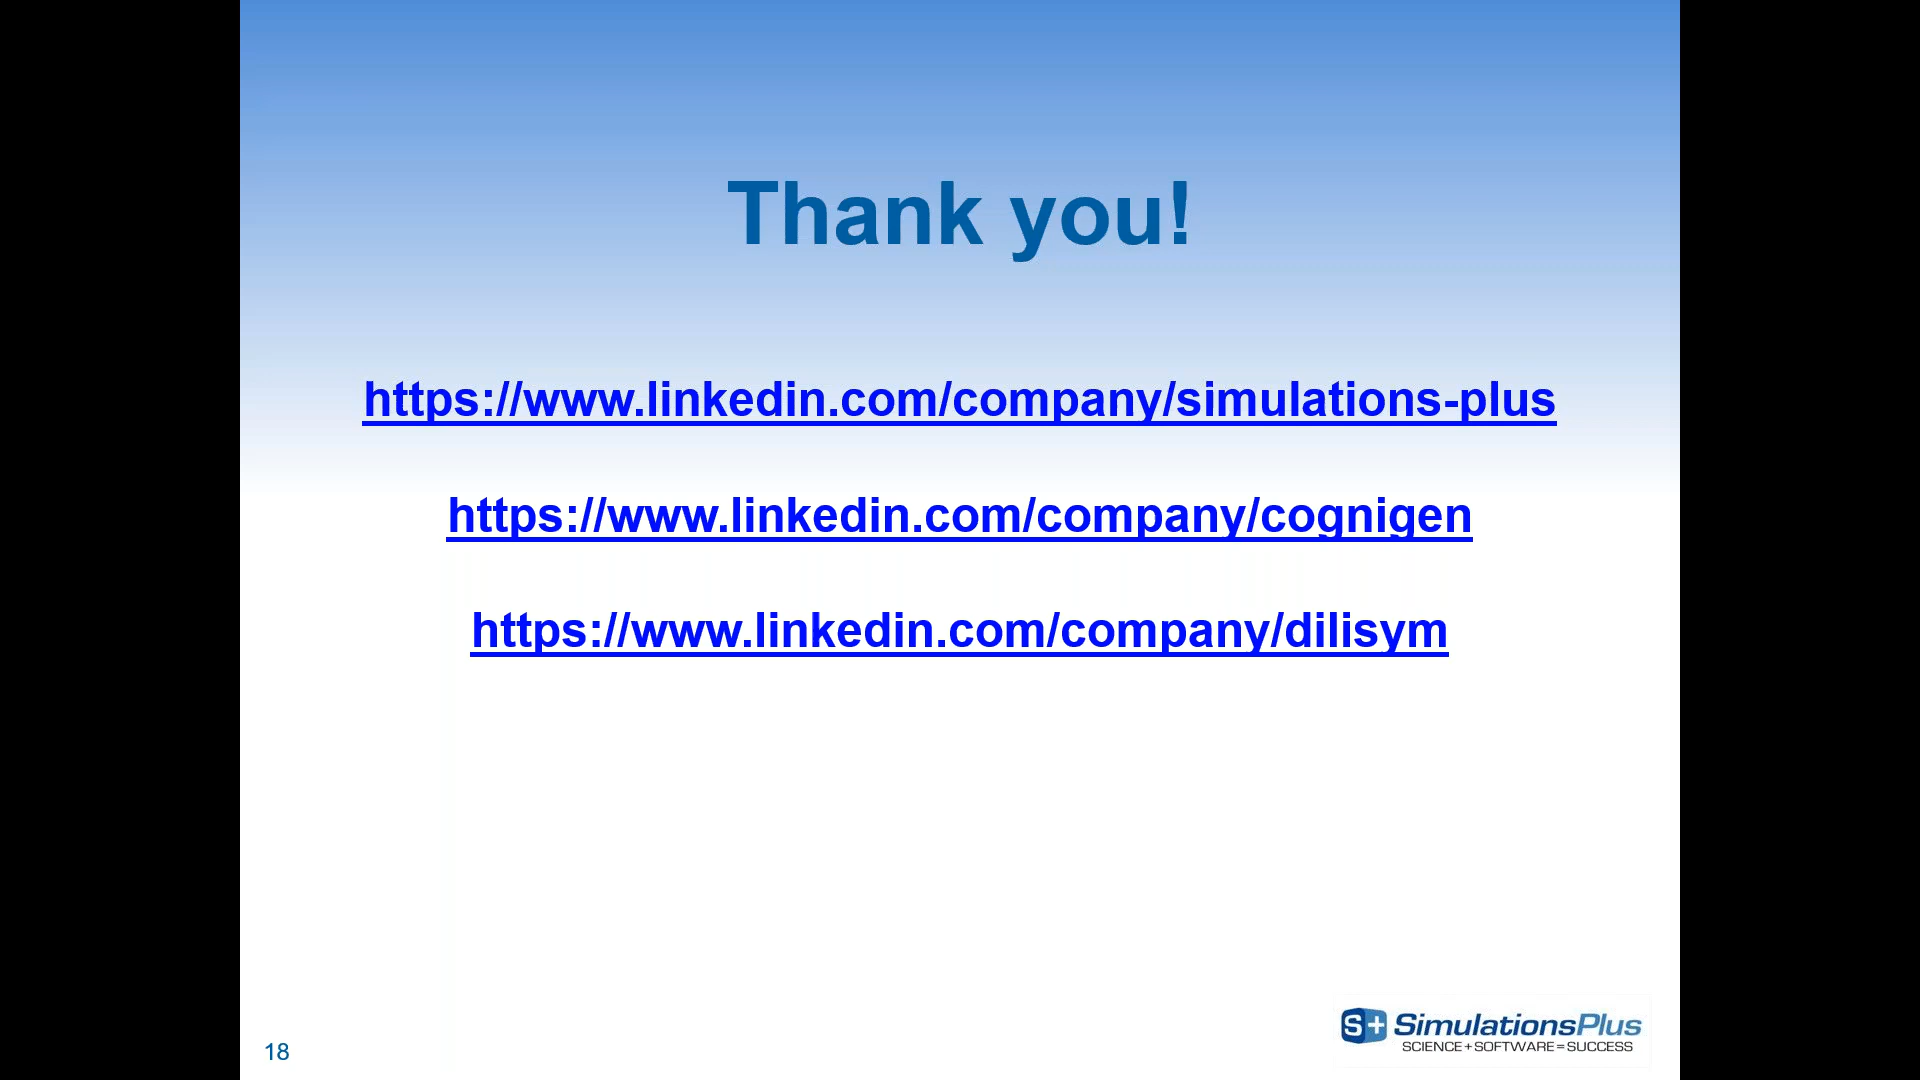 Thank you!
https://www.linkedin.com/company/simulations-plus
https://www.linkedin.com/company/cognigen
https://www.linkedin.com/company/dilisym
S+ SimulationsPlus
SCIENCE+SOFTWARE=SUCCESS
18